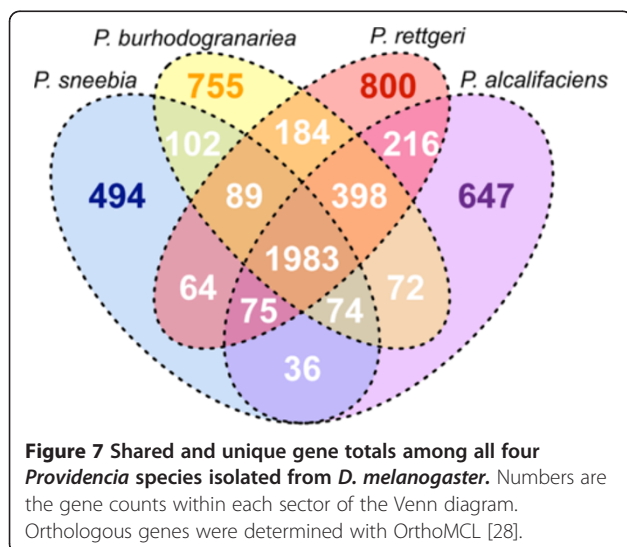 P. burhodogranariea
P. rettgeri
P. sneebia
P. alcalifaciens
755
800
102
184
216
494
89
398
647
1983
64
72
75
74
36
Figure 7 Shared and unique gene totals among all four
Providencia species isolated from D. melanogaster. Numbers are
the gene counts within each sector of the Venn diagram.
Orthologous genes were determined with OrthoMCL [28].